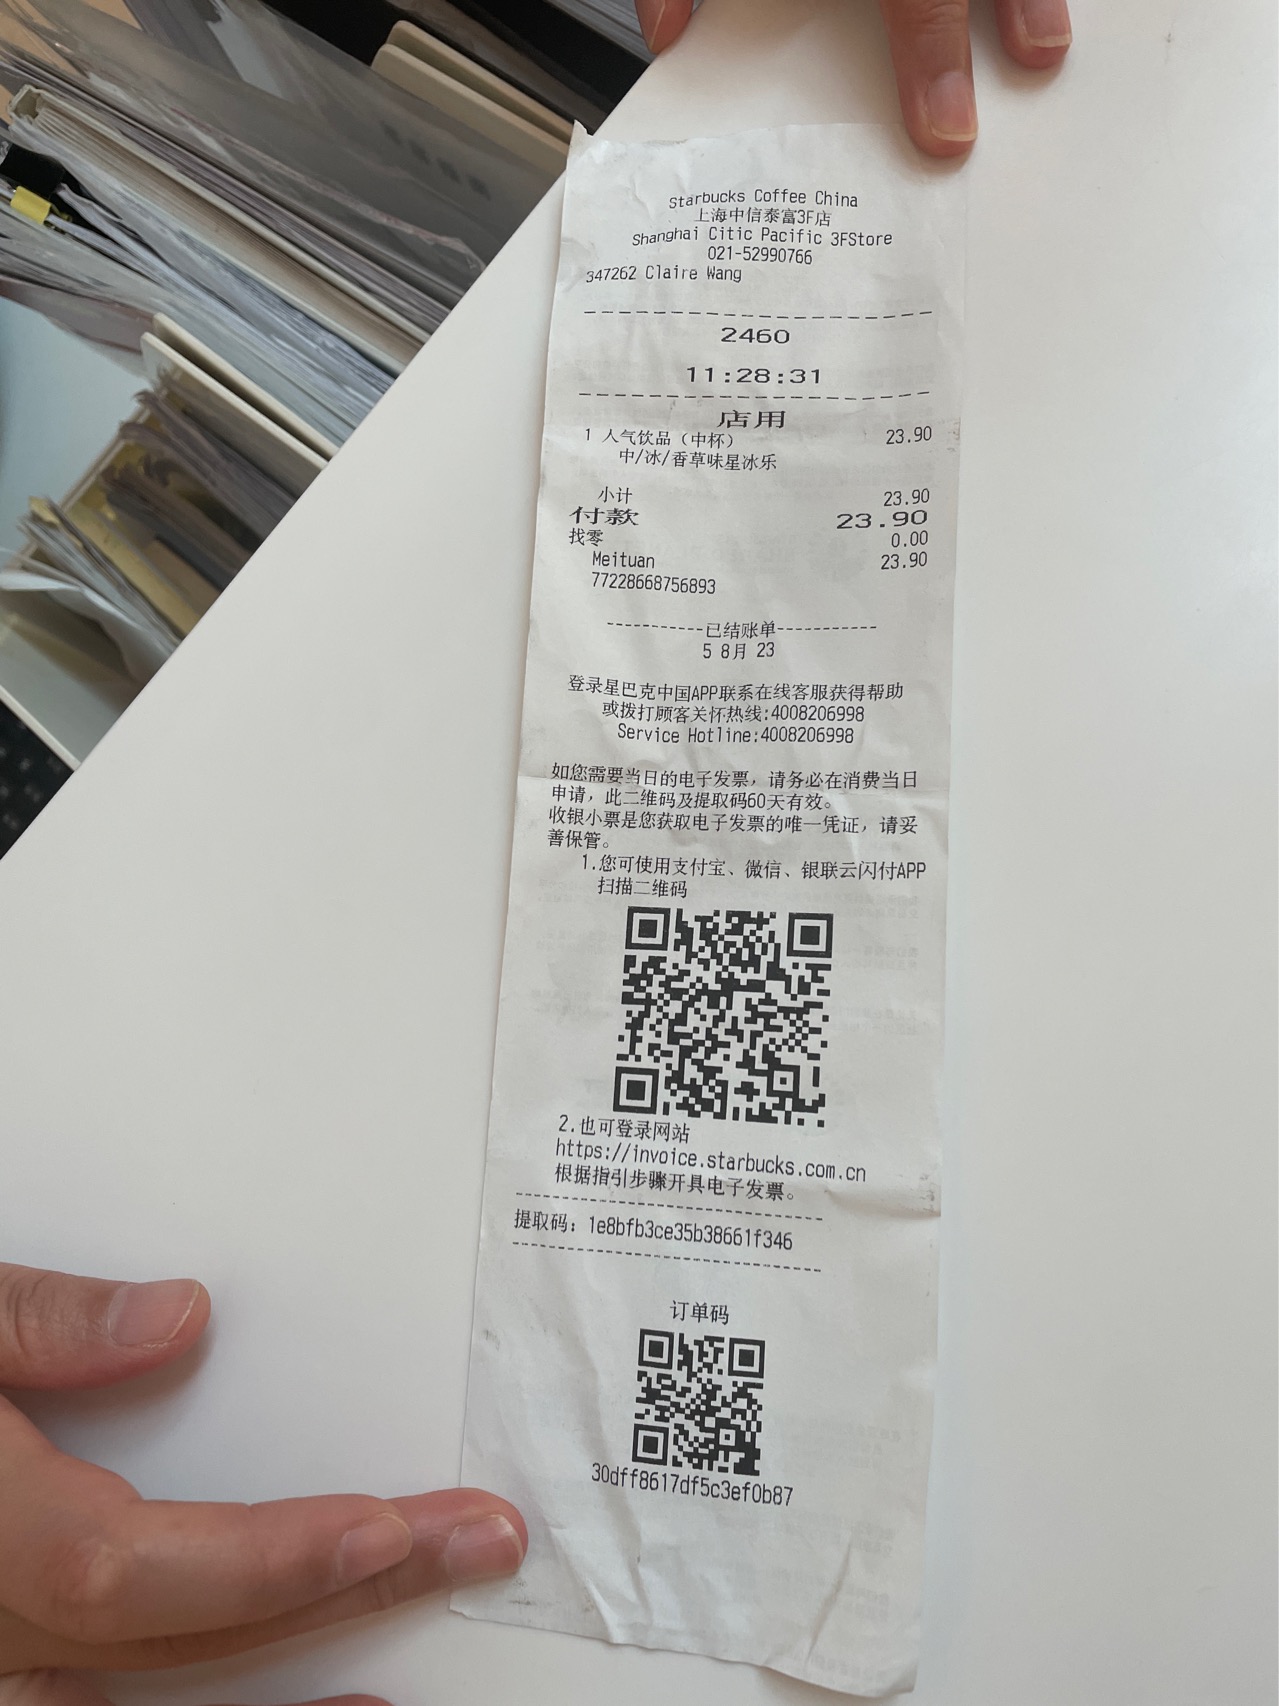 Starbucks Coffee China
上海中信泰富3F店
Shanghai Citic Pacific 3FStore
021-52990766
347262 Claire Wang
2460
11:28:31
店用
1 人气饮品（中杯） 23.90
中/冰/香草味星冰乐
小计 23.90
付款 23.90
找零 0.00
Meituan 23.90
77228668756893
-----------已结账单-----------
5 8月 23
登录星巴克中国APP联系在线客服获得帮助
或拨打顾客关怀热线:4008206998
Service Hotline:4008206998
如您需要当日的电子发票，请务必在消费当日
申请，此二维码及提取码60天有效。
收银小票是您获取电子发票的唯一凭证，请妥
善保管。
1.您可使用支付宝、微信、银联云闪付APP
扫描二维码
2.也可登录网站
https://invoice.starbucks.com.cn
根据指引步骤开具电子发票。
提取码：1e8bfb3ce35b38661f346
订单码
30dff8617df5c3ef0b87